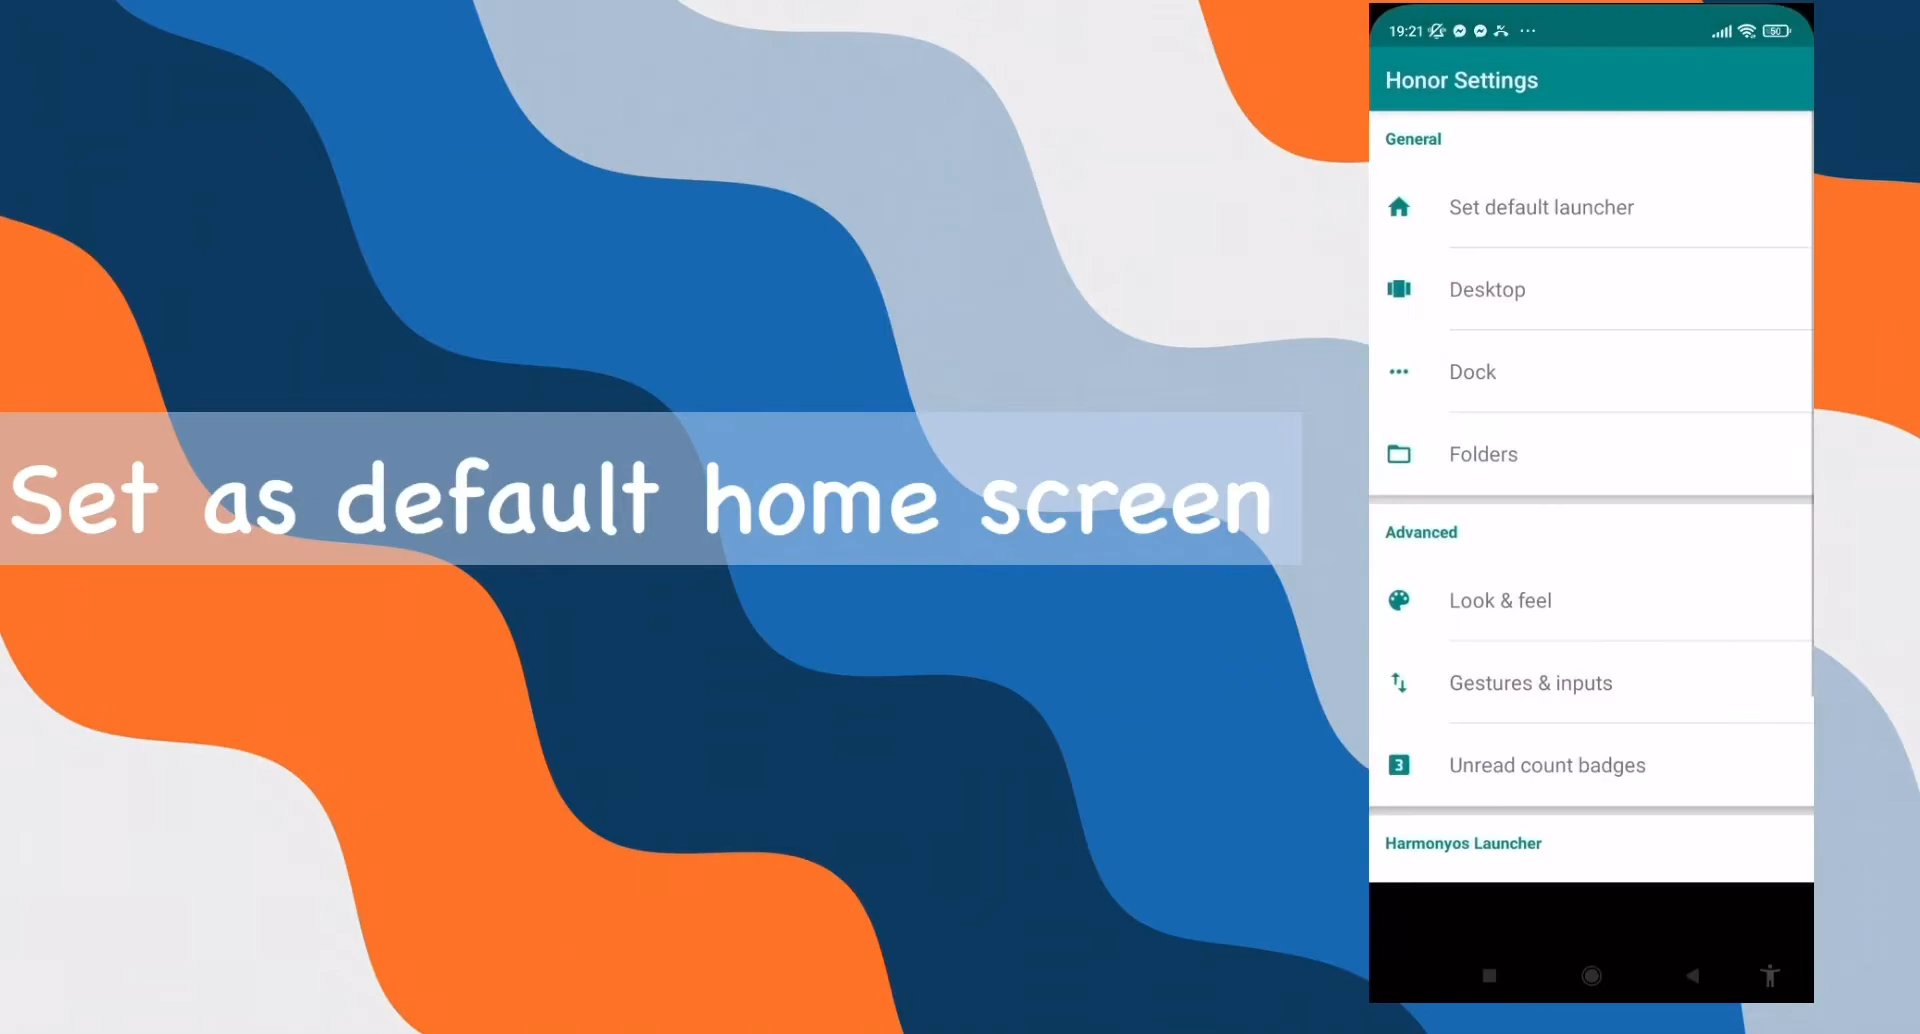 Set as default home screen
19:21
50
Honor Settings
General
Set default launcher
Desktop
Dock
Folders
Advanced
Look & feel
Gestures & inputs
3
Unread count badges
Harmonyos Launcher